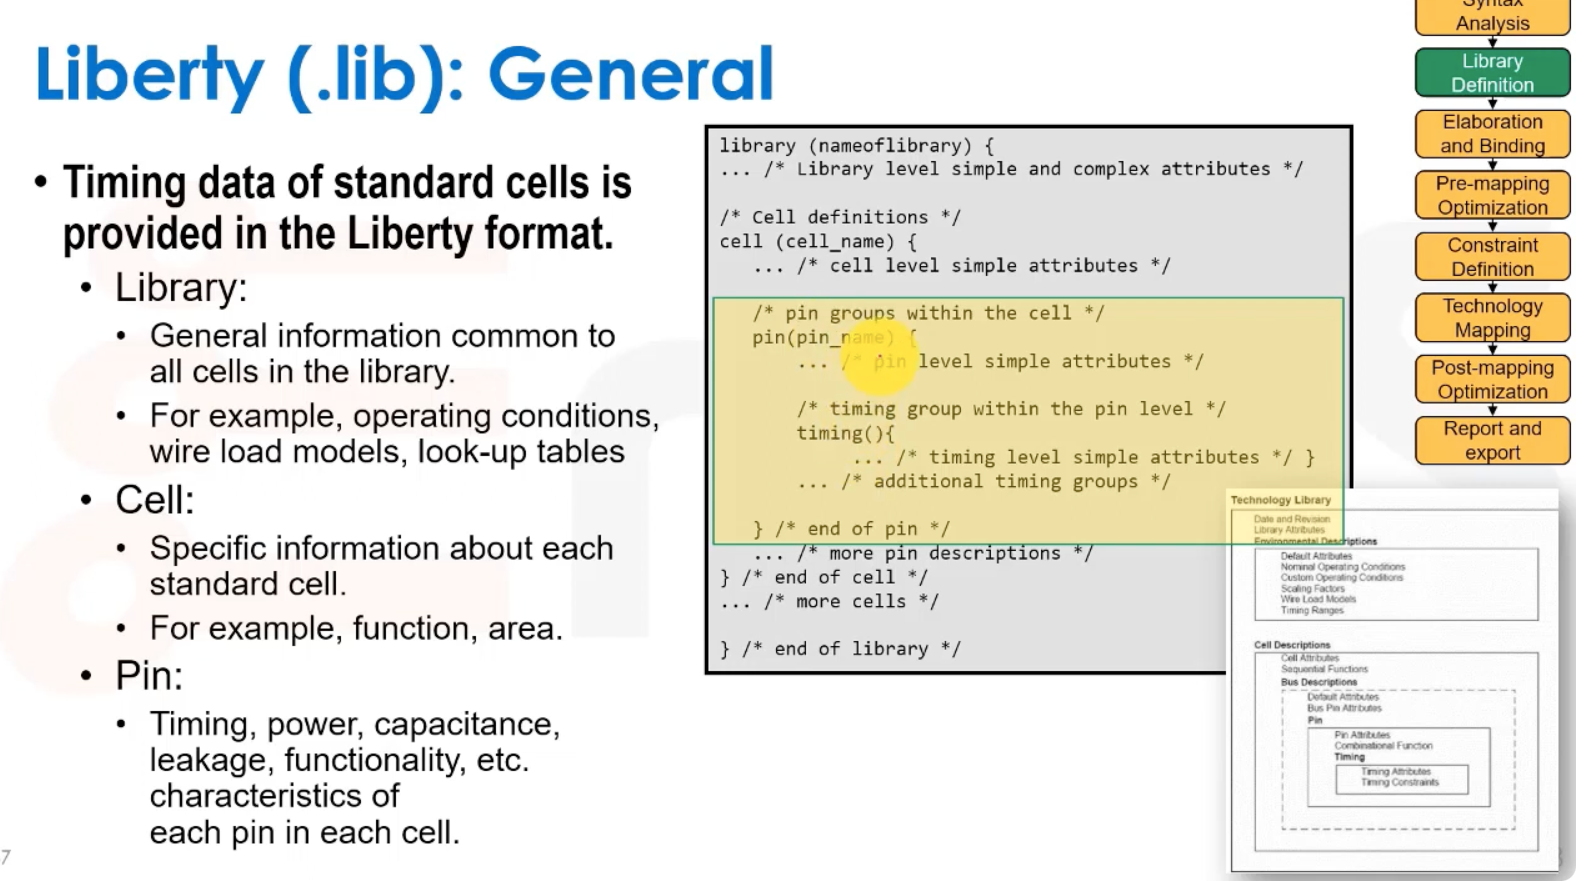 Liberty (.lib): General
• Timing data of standard cells is
provided in the Liberty format.
• Library:
• General information common to
all cells in the library.
• For example, operating conditions,
wire load models, look-up tables
• Cell:
• Specific information about each
standard cell.
• For example, function, area.
• Pin:
• Timing, power, capacitance,
leakage, functionality, etc.
characteristics of
each pin in each cell.
library (nameoflibrary) {
... /* Library level simple and complex attributes */
/* Cell definitions */
cell (cell_name) {
... /* cell level simple attributes */
/* pin groups within the cell */
pin(pin_name) {
... /* pin level simple attributes */
/* timing group within the pin level */
timing(){
... /* timing level simple attributes */ }
... /* additional timing groups */
} /* end of pin */
... /* more pin descriptions */
} /* end of cell */
... /* more cells */
} /* end of library */
Syntax
Analysis
Library
Definition
Elaboration
and Binding
Pre-mapping
Optimization
Constraint
Definition
Technology
Mapping
Post-mapping
Optimization
Report and
export
Technology Library
Date and Revision
Library Attributes
Environmental Descriptions
Default Attributes
Nominal Operating Conditions
Custom Operating Conditions
Scaling Factors
Wire Load Models
Timing Ranges
Cell Descriptions
Cell Attributes
Sequential Functions
Bus Descriptions
Default Attributes
Bus Pin Attributes
Pin
Pin Attributes
Combinational Function
Timing
Timing Attributes
Timing Constraints
7